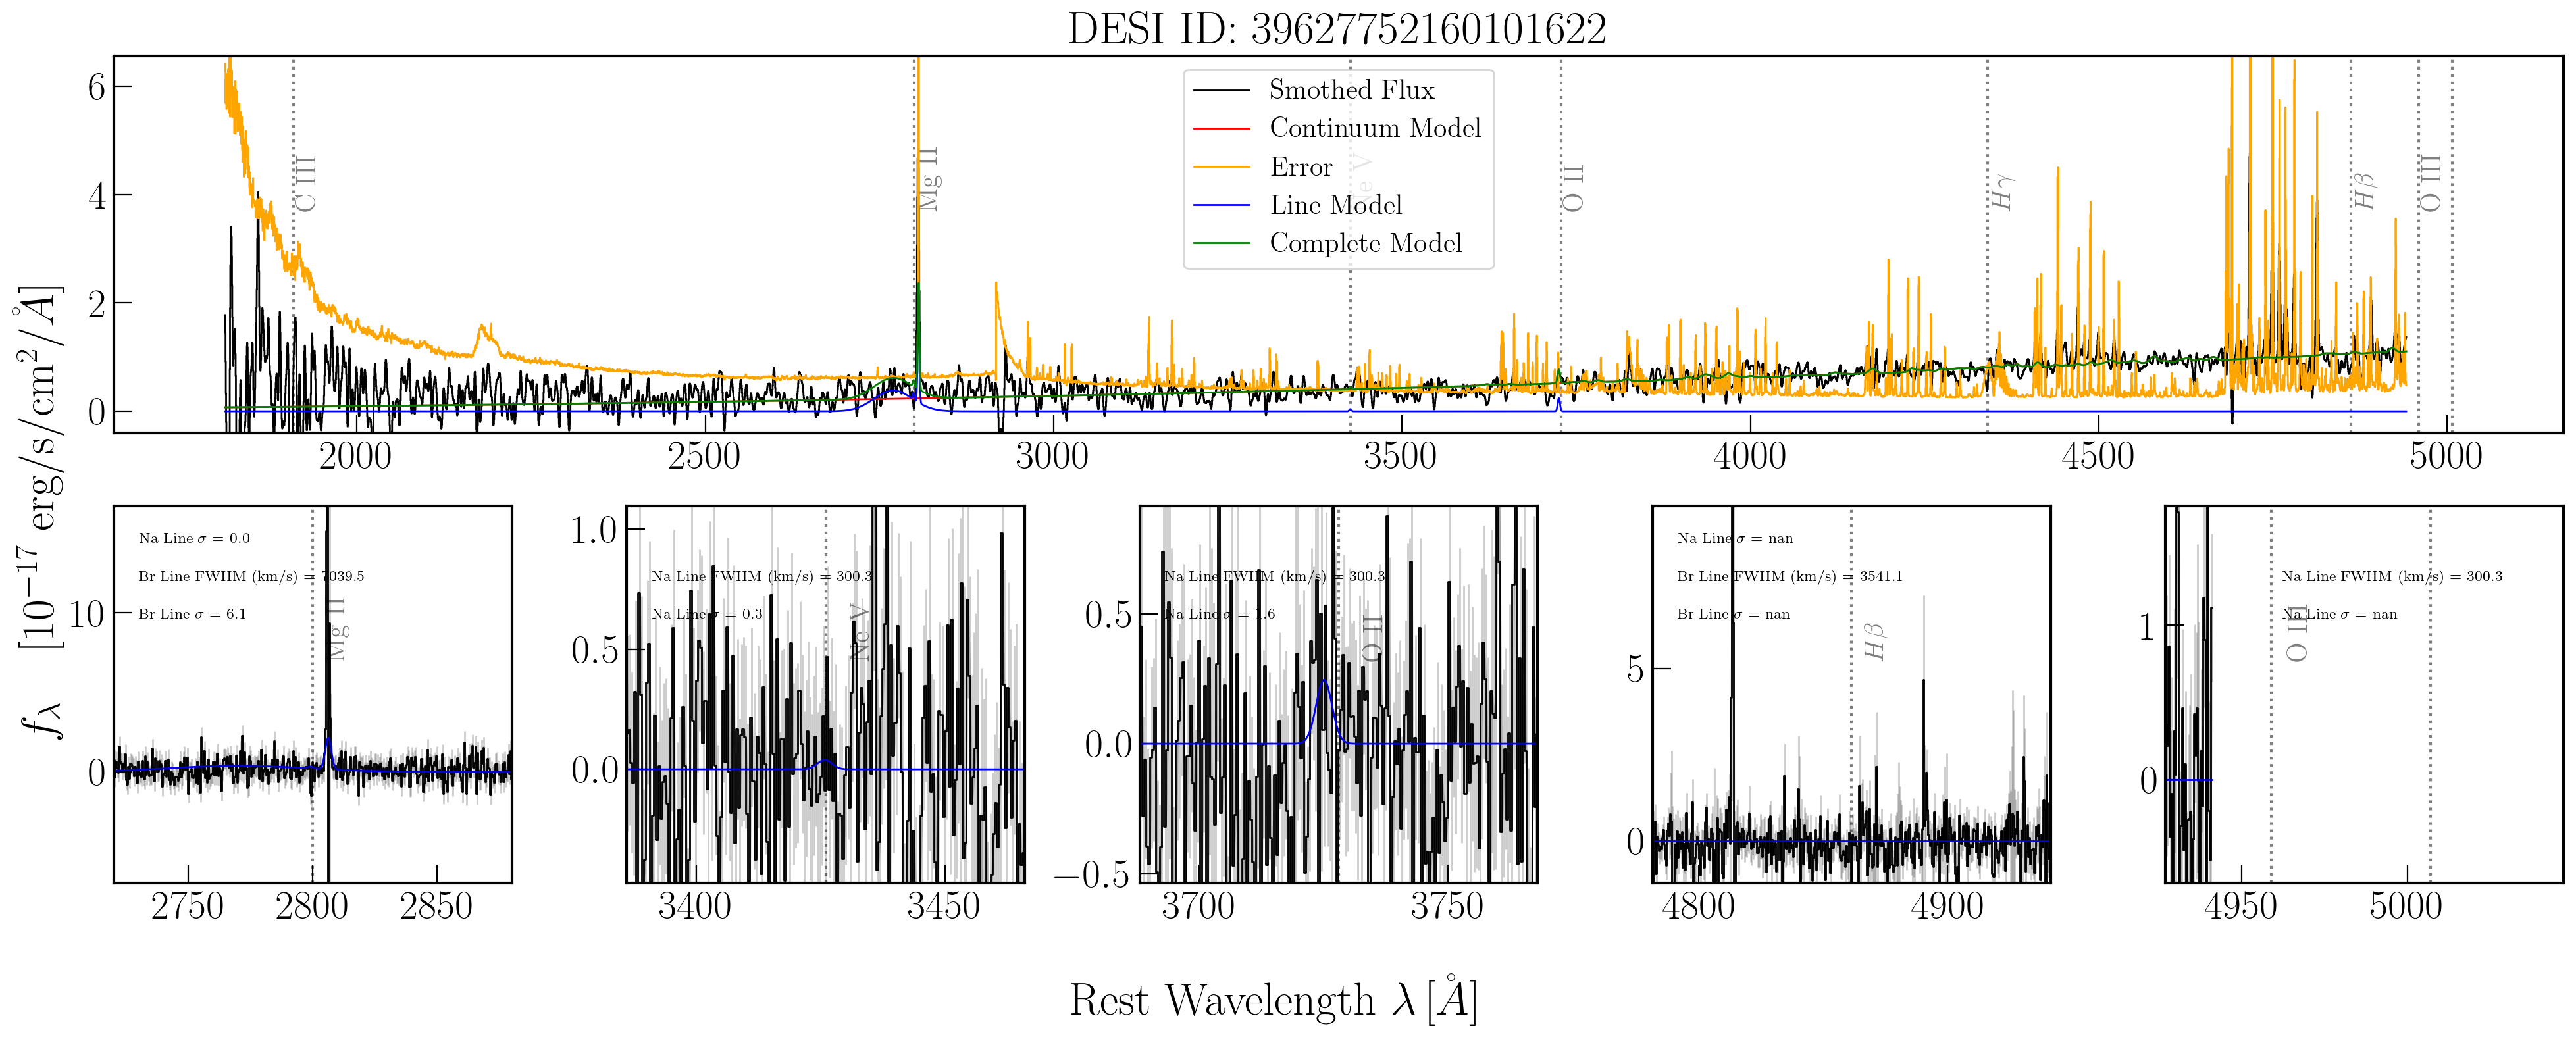 DESI ID: 39627752160101622
6
4
2
0
C III
Mg II
Ne V
O II
Hγ
Hβ
O III
Smothed Flux
Continuum Model
Error
Line Model
Complete Model
2000
2500
3000
3500
4000
4500
5000
fλ [10⁻¹⁷ erg/s/cm²/Å]
Na Line σ = 0.0
Br Line FWHM (km/s) = 7039.5
Br Line σ = 6.1
Mg II
10
0
2750
2800
2850
Na Line FWHM (km/s) = 300.3
Na Line σ = 0.3
Ne V
1.0
0.5
0.0
3400
3450
Na Line FWHM (km/s) = 300.3
Na Line σ = 1.6
O II
0.5
0.0
−0.5
3700
3750
Na Line σ = nan
Br Line FWHM (km/s) = 3541.1
Br Line σ = nan
Hβ
5
0
4800
4900
Na Line FWHM (km/s) = 300.3
Na Line σ = nan
O III
1
0
4950
5000
Rest Wavelength λ [Å]